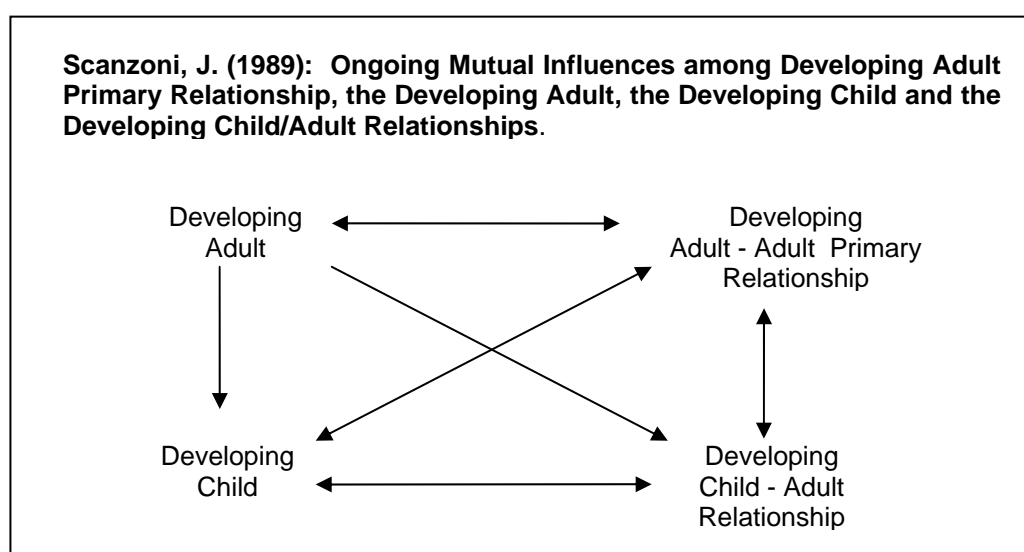 Scanzoni, J. (1989): Ongoing Mutual Influences among Developing Adult
Primary Relationship, the Developing Adult, the Developing Child and the
Developing Child/Adult Relationships.
Developing
Adult
Developing
Adult - Adult Primary
Relationship
Developing
Child
Developing
Child - Adult
Relationship